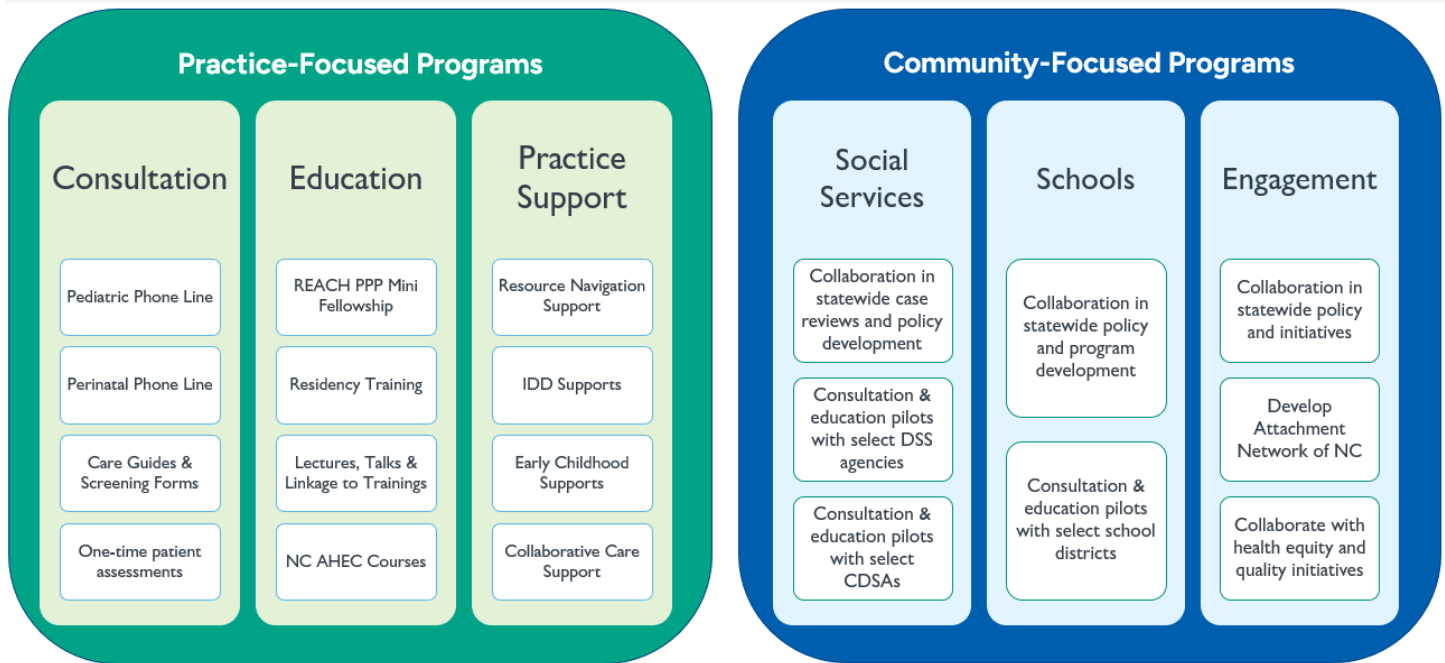 Practice-Focused Programs
Consultation
Pediatric Phone Line
Perinatal Phone Line
Care Guides &
Screening Forms
One-time patient
assessments
Education
REACH PPP Mini
Fellowship
Residency Training
Lectures, Talks &
Linkage to Trainings
NC AHEC Courses
Practice
Support
Resource Navigation
Support
IDD Supports
Early Childhood
Supports
Collaborative Care
Support
Community-Focused Programs
Social
Services
Collaboration in
statewide case
reviews and policy
development
Consultation &
education pilots
with select DSS
agencies
Consultation &
education pilots
with select
CDSAs
Schools
Collaboration in
statewide policy
and program
development
Consultation &
education pilots
with select school
districts
Engagement
Collaboration in
statewide policy
and initiatives
Develop
Attachment
Network of NC
Collaborate with
health equity and
quality initiatives